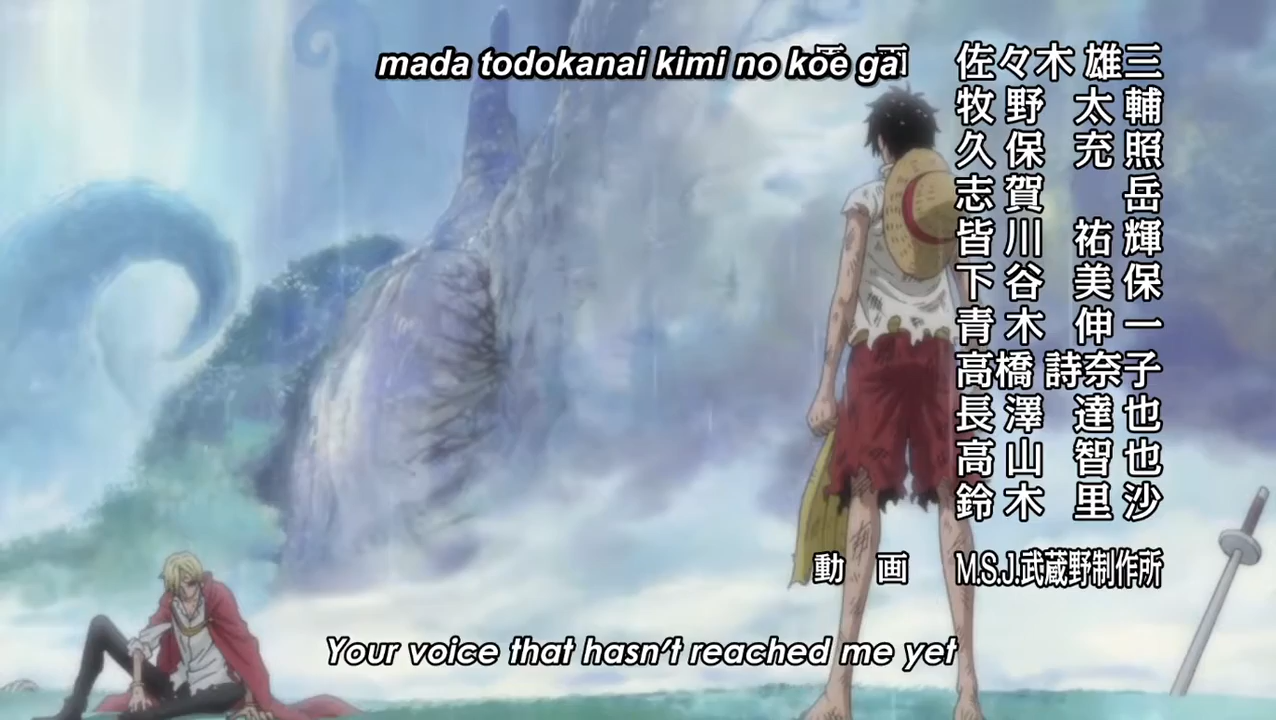 mada todokanai kimi no koe ga
原　画　佐々木 雄三
牧野 太輔
久保 充照
志賀 岳
皆川 祐輝
下谷 美保
青木 伸一
高橋 詩奈子
長澤 達也
高山 智也
鈴木 里沙
動　画　M.S.J.武蔵野制作所
Your voice that hasn't reached me yet